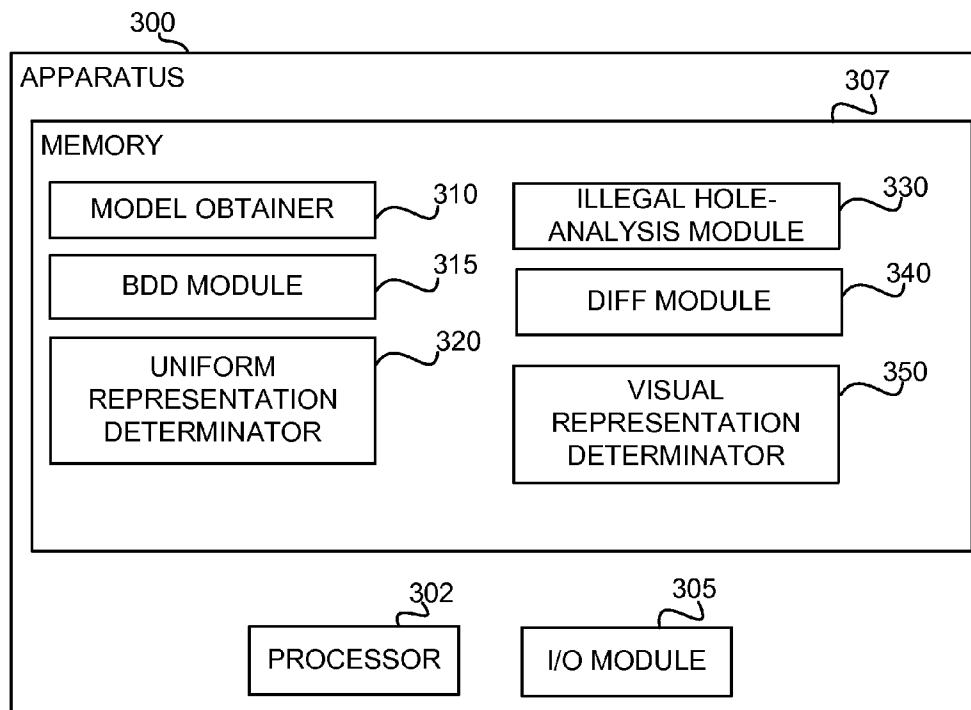 300
APPARATUS
307
MEMORY
MODEL OBTAINER
310
BDD MODULE
315
UNIFORM
REPRESENTATION
DETERMINATOR
320
ILLEGAL HOLE-
ANALYSIS MODULE
330
DIFF MODULE
340
VISUAL
REPRESENTATION
DETERMINATOR
350
302
PROCESSOR
305
I/O MODULE